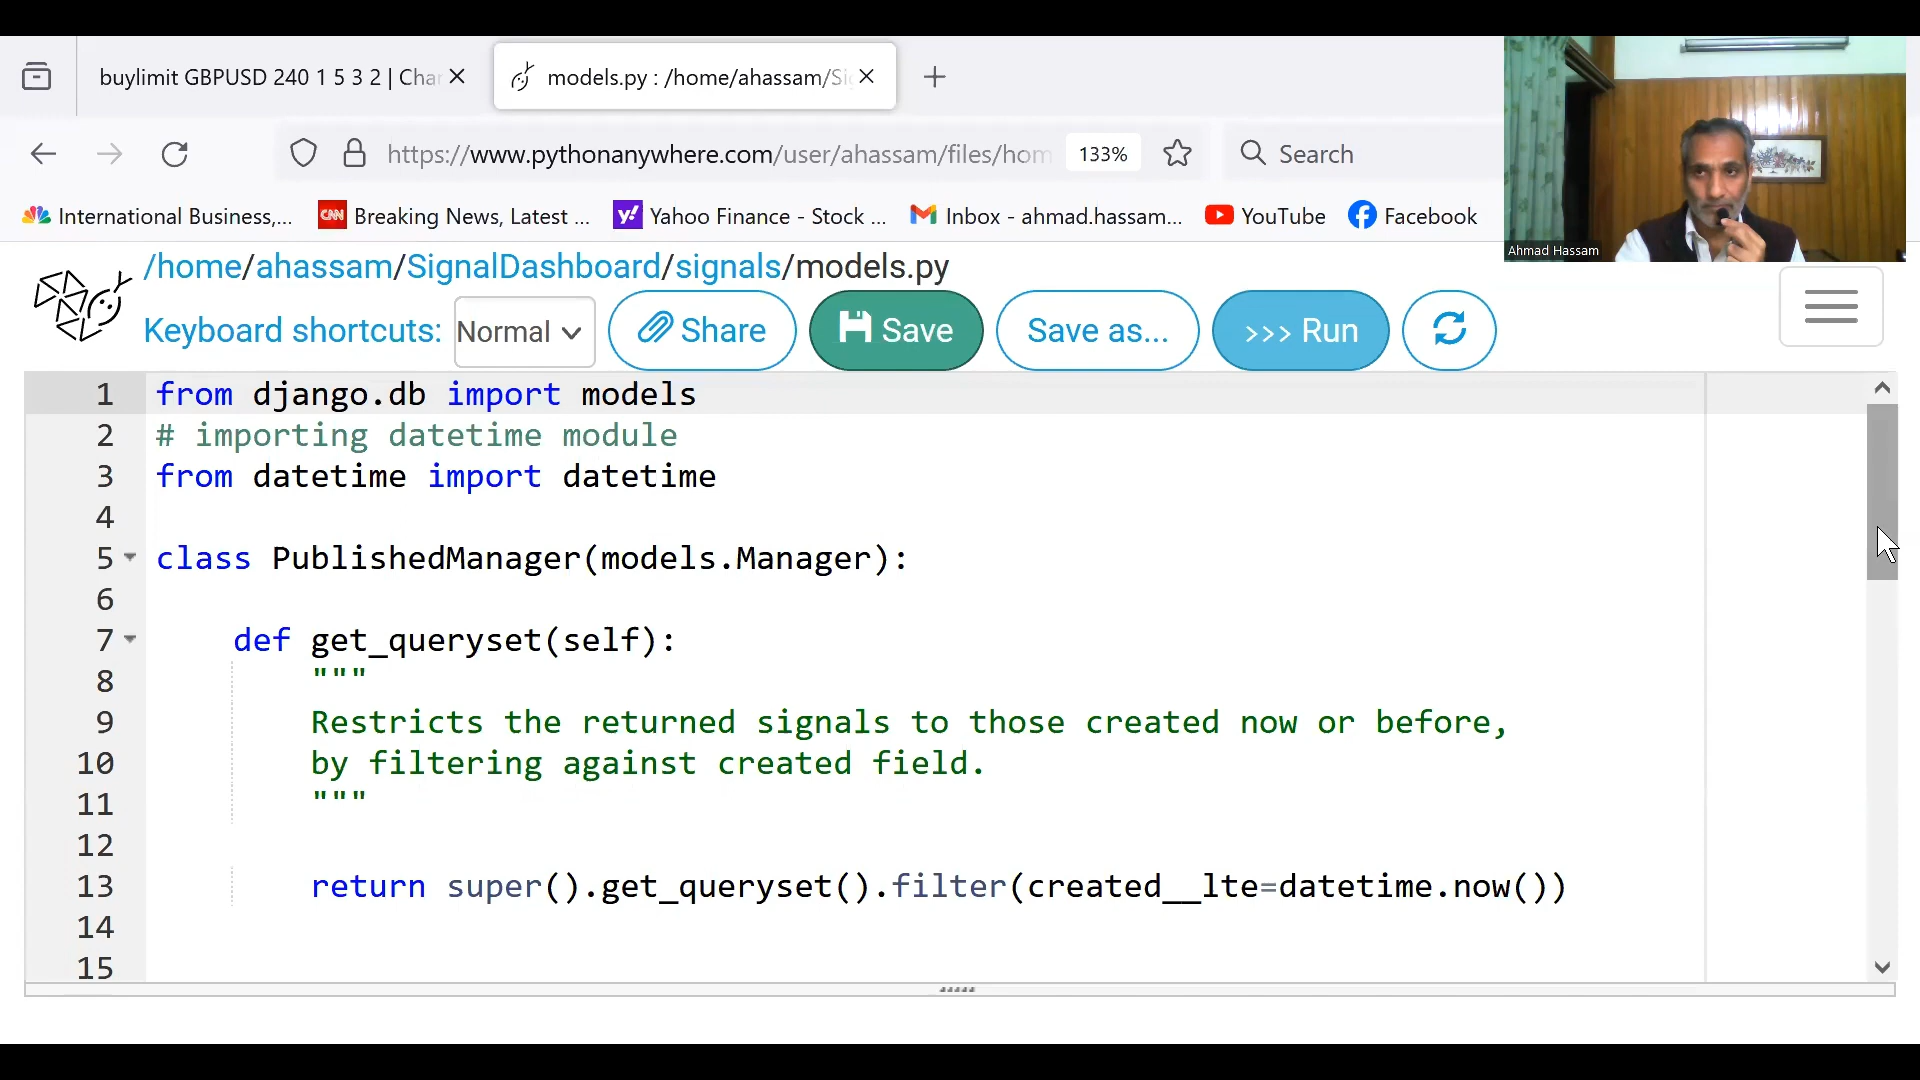 buylimit GBPUSD 240 1 5 3 2 | Cha
models.py : /home/ahassam/Si
https://www.pythonanywhere.com/user/ahassam/files/hom
133%
Search
International Business,...
CNN
Breaking News, Latest ...
y!
Yahoo Finance - Stock ...
Inbox - ahmad.hassam...
YouTube
Facebook
Ahmad Hassam
/home/ahassam/SignalDashboard/signals/models.py
Keyboard shortcuts:
Normal
Share
Save
Save as...
>>> Run
1 from django.db import models
2 # importing datetime module
3 from datetime import datetime
4
5 class PublishedManager(models.Manager):
6
7 def get_queryset(self):
8 """
9 Restricts the returned signals to those created now or before,
10 by filtering against created field.
11 """
12
13 return super().get_queryset().filter(created__lte=datetime.now())
14
15